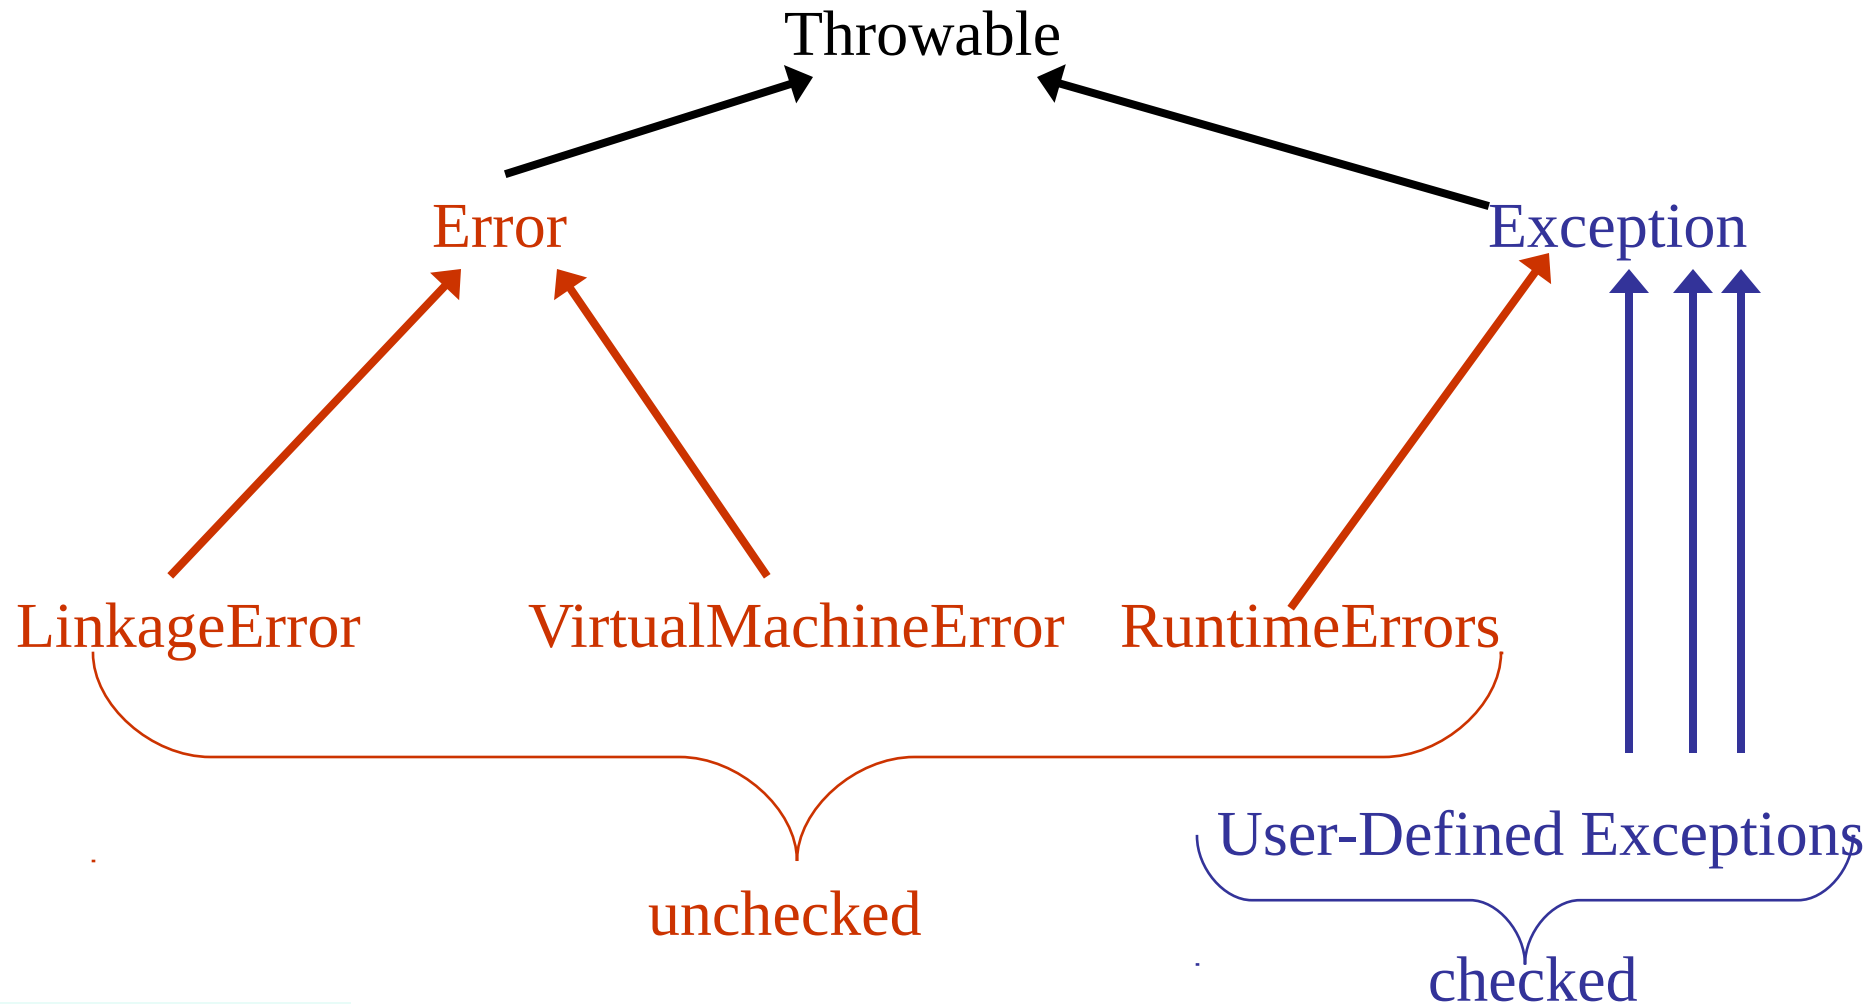 Throwable
Error
Exception
LinkageError
VirtualMachineError
RuntimeErrors
User-Defined Exceptions
unchecked
checked